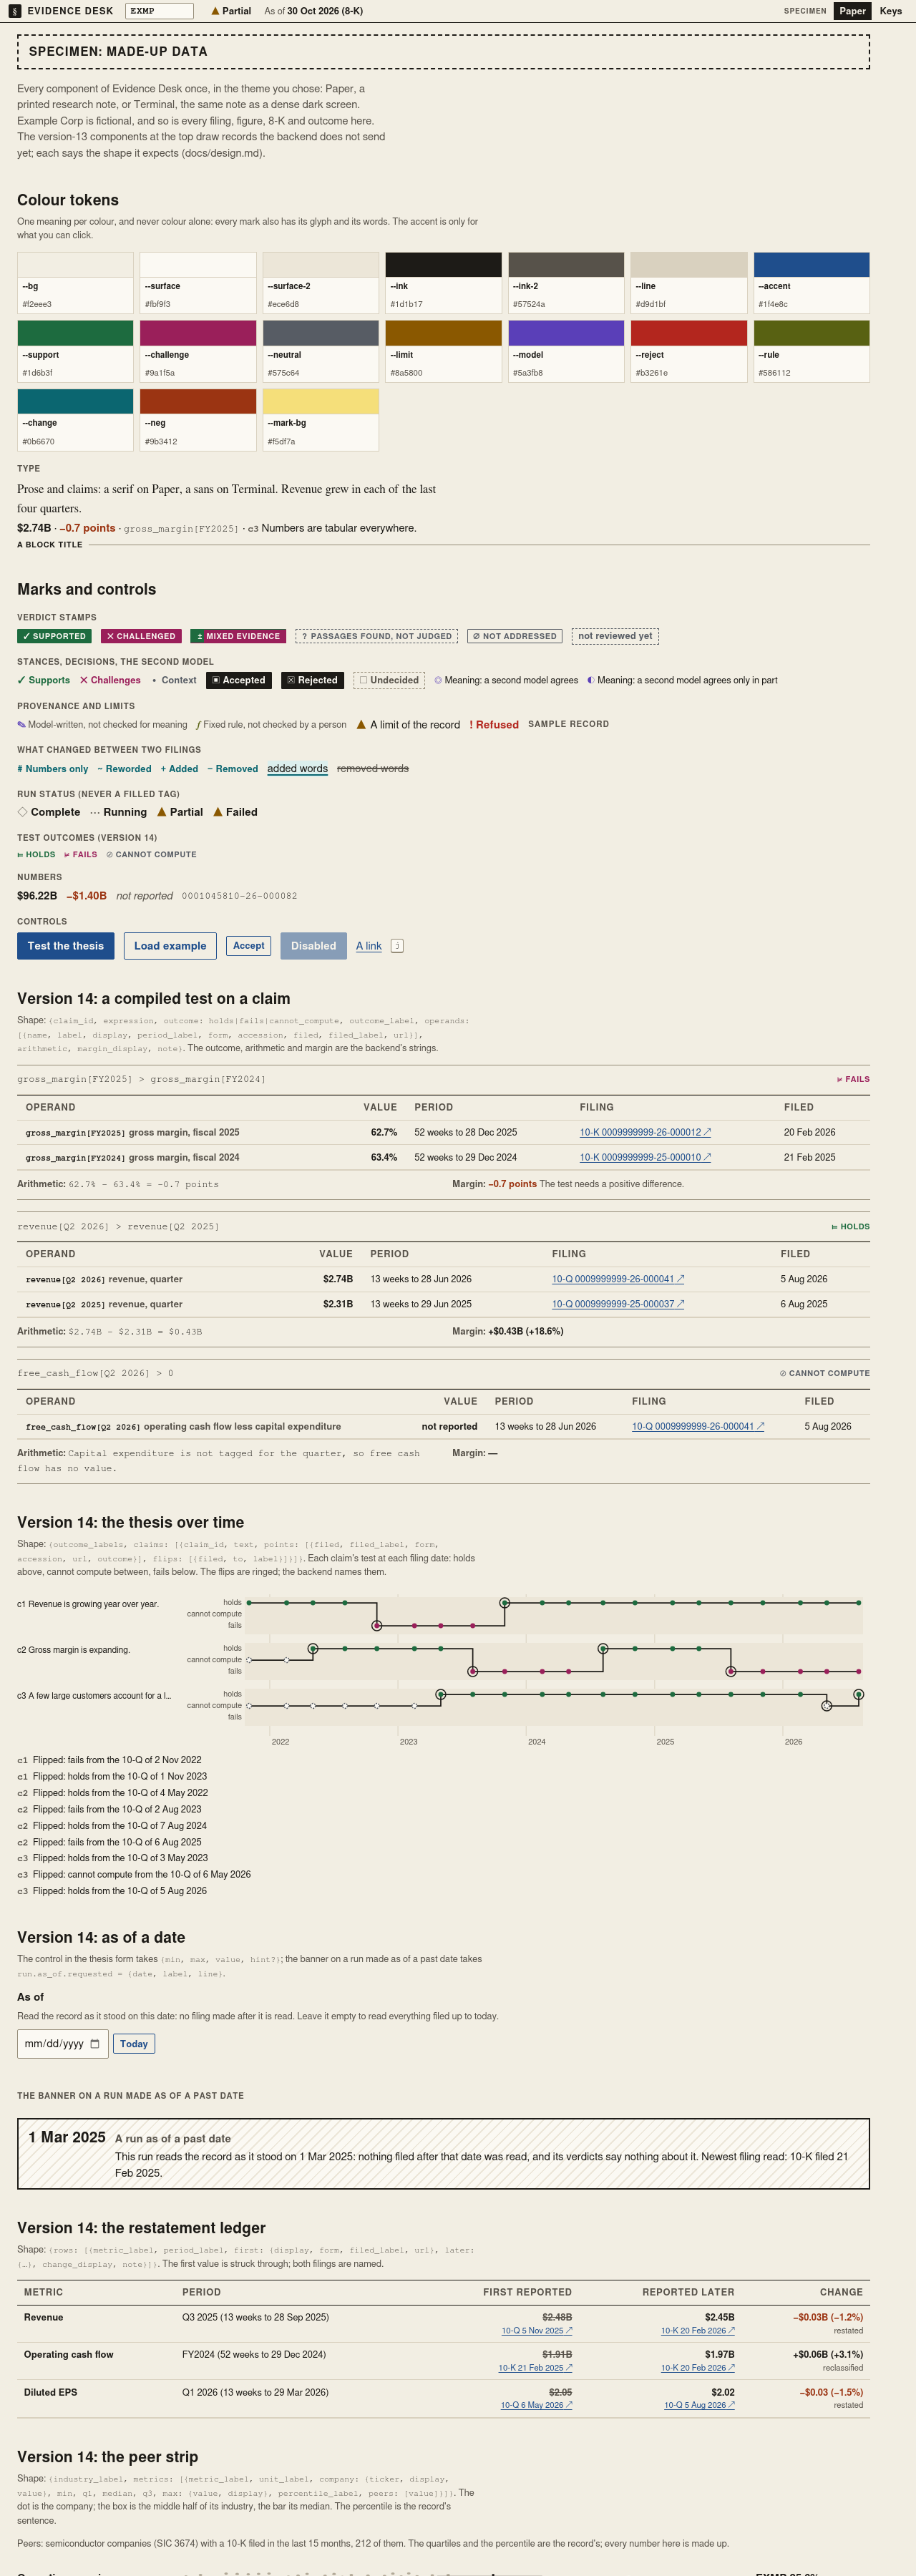 § EVIDENCE DESK EXMP ▲ Partial As of 30 Oct 2026 (8-K) SPECIMEN Paper Keys
SPECIMEN: MADE-UP DATA
Every component of Evidence Desk once, in the theme you chose: Paper, a
printed research note, or Terminal, the same note as a dense dark screen.
Example Corp is fictional, and so is every filing, figure, 8-K and outcome here.
The version-13 components at the top draw records the backend does not send
yet; each says the shape it expects (docs/design.md).
Colour tokens
One meaning per colour, and never colour alone: every mark also has its glyph and its words. The accent is only for
what you can click.
--bg --surface --surface-2 --ink --ink-2 --line --accent
#f2eee3 #fbf9f3 #ece6d8 #1d1b17 #57524a #d9d1bf #1f4e8c
--support --challenge --neutral --limit --model --reject --rule
#1d6b3f #9a1f5a #575c64 #8a5800 #5a3fb8 #b3261e #586112
--change --neg --mark-bg
#0b6670 #9b3412 #f5df7a
TYPE
Prose and claims: a serif on Paper, a sans on Terminal. Revenue grew in each of the last
four quarters.
$2.74B · −0.7 points · gross_margin[FY2025] · c3 Numbers are tabular everywhere.
A BLOCK TITLE
Marks and controls
VERDICT STAMPS
✓ SUPPORTED ✕ CHALLENGED ± MIXED EVIDENCE ? PASSAGES FOUND, NOT JUDGED ∅ NOT ADDRESSED not reviewed yet
STANCES, DECISIONS, THE SECOND MODEL
✓ Supports ✕ Challenges • Context ▣ Accepted ☒ Rejected ☐ Undecided Meaning: a second model agrees ◐ Meaning: a second model agrees only in part
PROVENANCE AND LIMITS
✎ Model-written, not checked for meaning ƒ Fixed rule, not checked by a person ▲ A limit of the record ! Refused SAMPLE RECORD
WHAT CHANGED BETWEEN TWO FILINGS
# Numbers only ~ Reworded + Added − Removed added words removed words
RUN STATUS (NEVER A FILLED TAG)
◇ Complete ⋯ Running ▲ Partial ▲ Failed
TEST OUTCOMES (VERSION 14)
⊨ HOLDS ⊭ FAILS ⊘ CANNOT COMPUTE
NUMBERS
$96.22B −$1.40B not reported 0001045810-26-000082
CONTROLS
Test the thesis Load example Accept Disabled A link j
Version 14: a compiled test on a claim
Shape: {claim_id, expression, outcome: holds|fails|cannot_compute, outcome_label, operands:
[{name, label, display, period_label, form, accession, filed, filed_label, url}],
arithmetic, margin_display, note}. The outcome, arithmetic and margin are the backend's strings.
gross_margin[FY2025] > gross_margin[FY2024] ⊭ FAILS
OPERAND VALUE PERIOD FILING FILED
gross_margin[FY2025] gross margin, fiscal 2025 62.7% 52 weeks to 28 Dec 2025 10-K 0009999999-26-000012 ↗ 20 Feb 2026
gross_margin[FY2024] gross margin, fiscal 2024 63.4% 52 weeks to 29 Dec 2024 10-K 0009999999-25-000010 ↗ 21 Feb 2025
Arithmetic: 62.7% − 63.4% = −0.7 points Margin: −0.7 points The test needs a positive difference.
revenue[Q2 2026] > revenue[Q2 2025] ⊨ HOLDS
OPERAND VALUE PERIOD FILING FILED
revenue[Q2 2026] revenue, quarter $2.74B 13 weeks to 28 Jun 2026 10-Q 0009999999-26-000041 ↗ 5 Aug 2026
revenue[Q2 2025] revenue, quarter $2.31B 13 weeks to 29 Jun 2025 10-Q 0009999999-25-000037 ↗ 6 Aug 2026
Arithmetic: $2.74B − $2.31B = $0.43B Margin: +$0.43B (+18.6%)
free_cash_flow[Q2 2026] > 0 ⊘ CANNOT COMPUTE
OPERAND VALUE PERIOD FILING FILED
free_cash_flow[Q2 2026] operating cash flow less capital expenditure not reported 13 weeks to 28 Jun 2026 10-Q 0009999999-26-000041 ↗ 5 Aug 2026
Arithmetic: Capital expenditure is not tagged for the quarter, so free cash Margin: —
flow has no value.
Version 14: the thesis over time
Shape: {outcome_labels, claims: [{claim_id, text, points: [{filed, filed_label, form,
accession, url, outcome}], flips: [{filed, to, label}]}]}. Each claim's test at each filing date: holds
above, cannot compute between, fails below. The flips are ringed; the backend names them.
c1 Revenue is growing year over year. holds
cannot compute
fails
c2 Gross margin is expanding. holds
cannot compute
fails
c3 A few large customers account for a l… holds
cannot compute
fails
2022 2023 2024 2025 2026
c1 Flipped: fails from the 10-Q of 2 Nov 2022
c1 Flipped: holds from the 10-Q of 1 Nov 2023
c2 Flipped: holds from the 10-Q of 4 May 2022
c2 Flipped: fails from the 10-Q of 2 Aug 2023
c2 Flipped: holds from the 10-Q of 7 Aug 2024
c2 Flipped: fails from the 10-Q of 6 Aug 2025
c3 Flipped: holds from the 10-Q of 3 May 2023
c3 Flipped: cannot compute from the 10-Q of 6 May 2026
c3 Flipped: holds from the 10-Q of 5 Aug 2026
Version 14: as of a date
The control in the thesis form takes {min, max, value, hint?}; the banner on a run made as of a past date takes
run.as_of.requested = {date, label, line}.
As of
Read the record as it stood on this date: no filing made after it is read. Leave it empty to read everything filed up to today.
mm/dd/yyyy Today
THE BANNER ON A RUN MADE AS OF A PAST DATE
1 Mar 2025 A run as of a past date
This run reads the record as it stood on 1 Mar 2025: nothing filed after that date was read, and its verdicts say nothing about it. Newest filing read: 10-K filed 21
Feb 2025.
Version 14: the restatement ledger
Shape: {rows: [{metric_label, period_label, first: {display, form, filed_label, url}, later:
{…}, change_display, note}]}. The first value is struck through; both filings are named.
METRIC PERIOD FIRST REPORTED REPORTED LATER CHANGE
Revenue Q3 2025 (13 weeks to 28 Sep 2025) $2.48B $2.45B −$0.03B (−1.2%)
10-Q 5 Nov 2025 ↗ 10-K 20 Feb 2026 ↗ restated
Operating cash flow FY2024 (52 weeks to 29 Dec 2024) $1.91B $1.97B +$0.06B (+3.1%)
10-K 21 Feb 2025 ↗ 10-K 20 Feb 2026 ↗ reclassified
Diluted EPS Q1 2026 (13 weeks to 29 Mar 2026) $2.05 $2.02 −$0.03 (−1.5%)
10-Q 6 May 2026 ↗ 10-Q 5 Aug 2026 ↗ restated
Version 14: the peer strip
Shape: {industry_label, metrics: [{metric_label, unit_label, company: {ticker, display,
value}, min, q1, median, q3, max: {value, display}, percentile_label, peers: [value]}]}. The
dot is the company; the box is the middle half of its industry, the bar its median. The percentile is the record's
sentence.
Peers: semiconductor companies (SIC 3674) with a 10-K filed in the last 15 months, 212 of them. The quartiles and the percentile are the record's; every number here is made up.